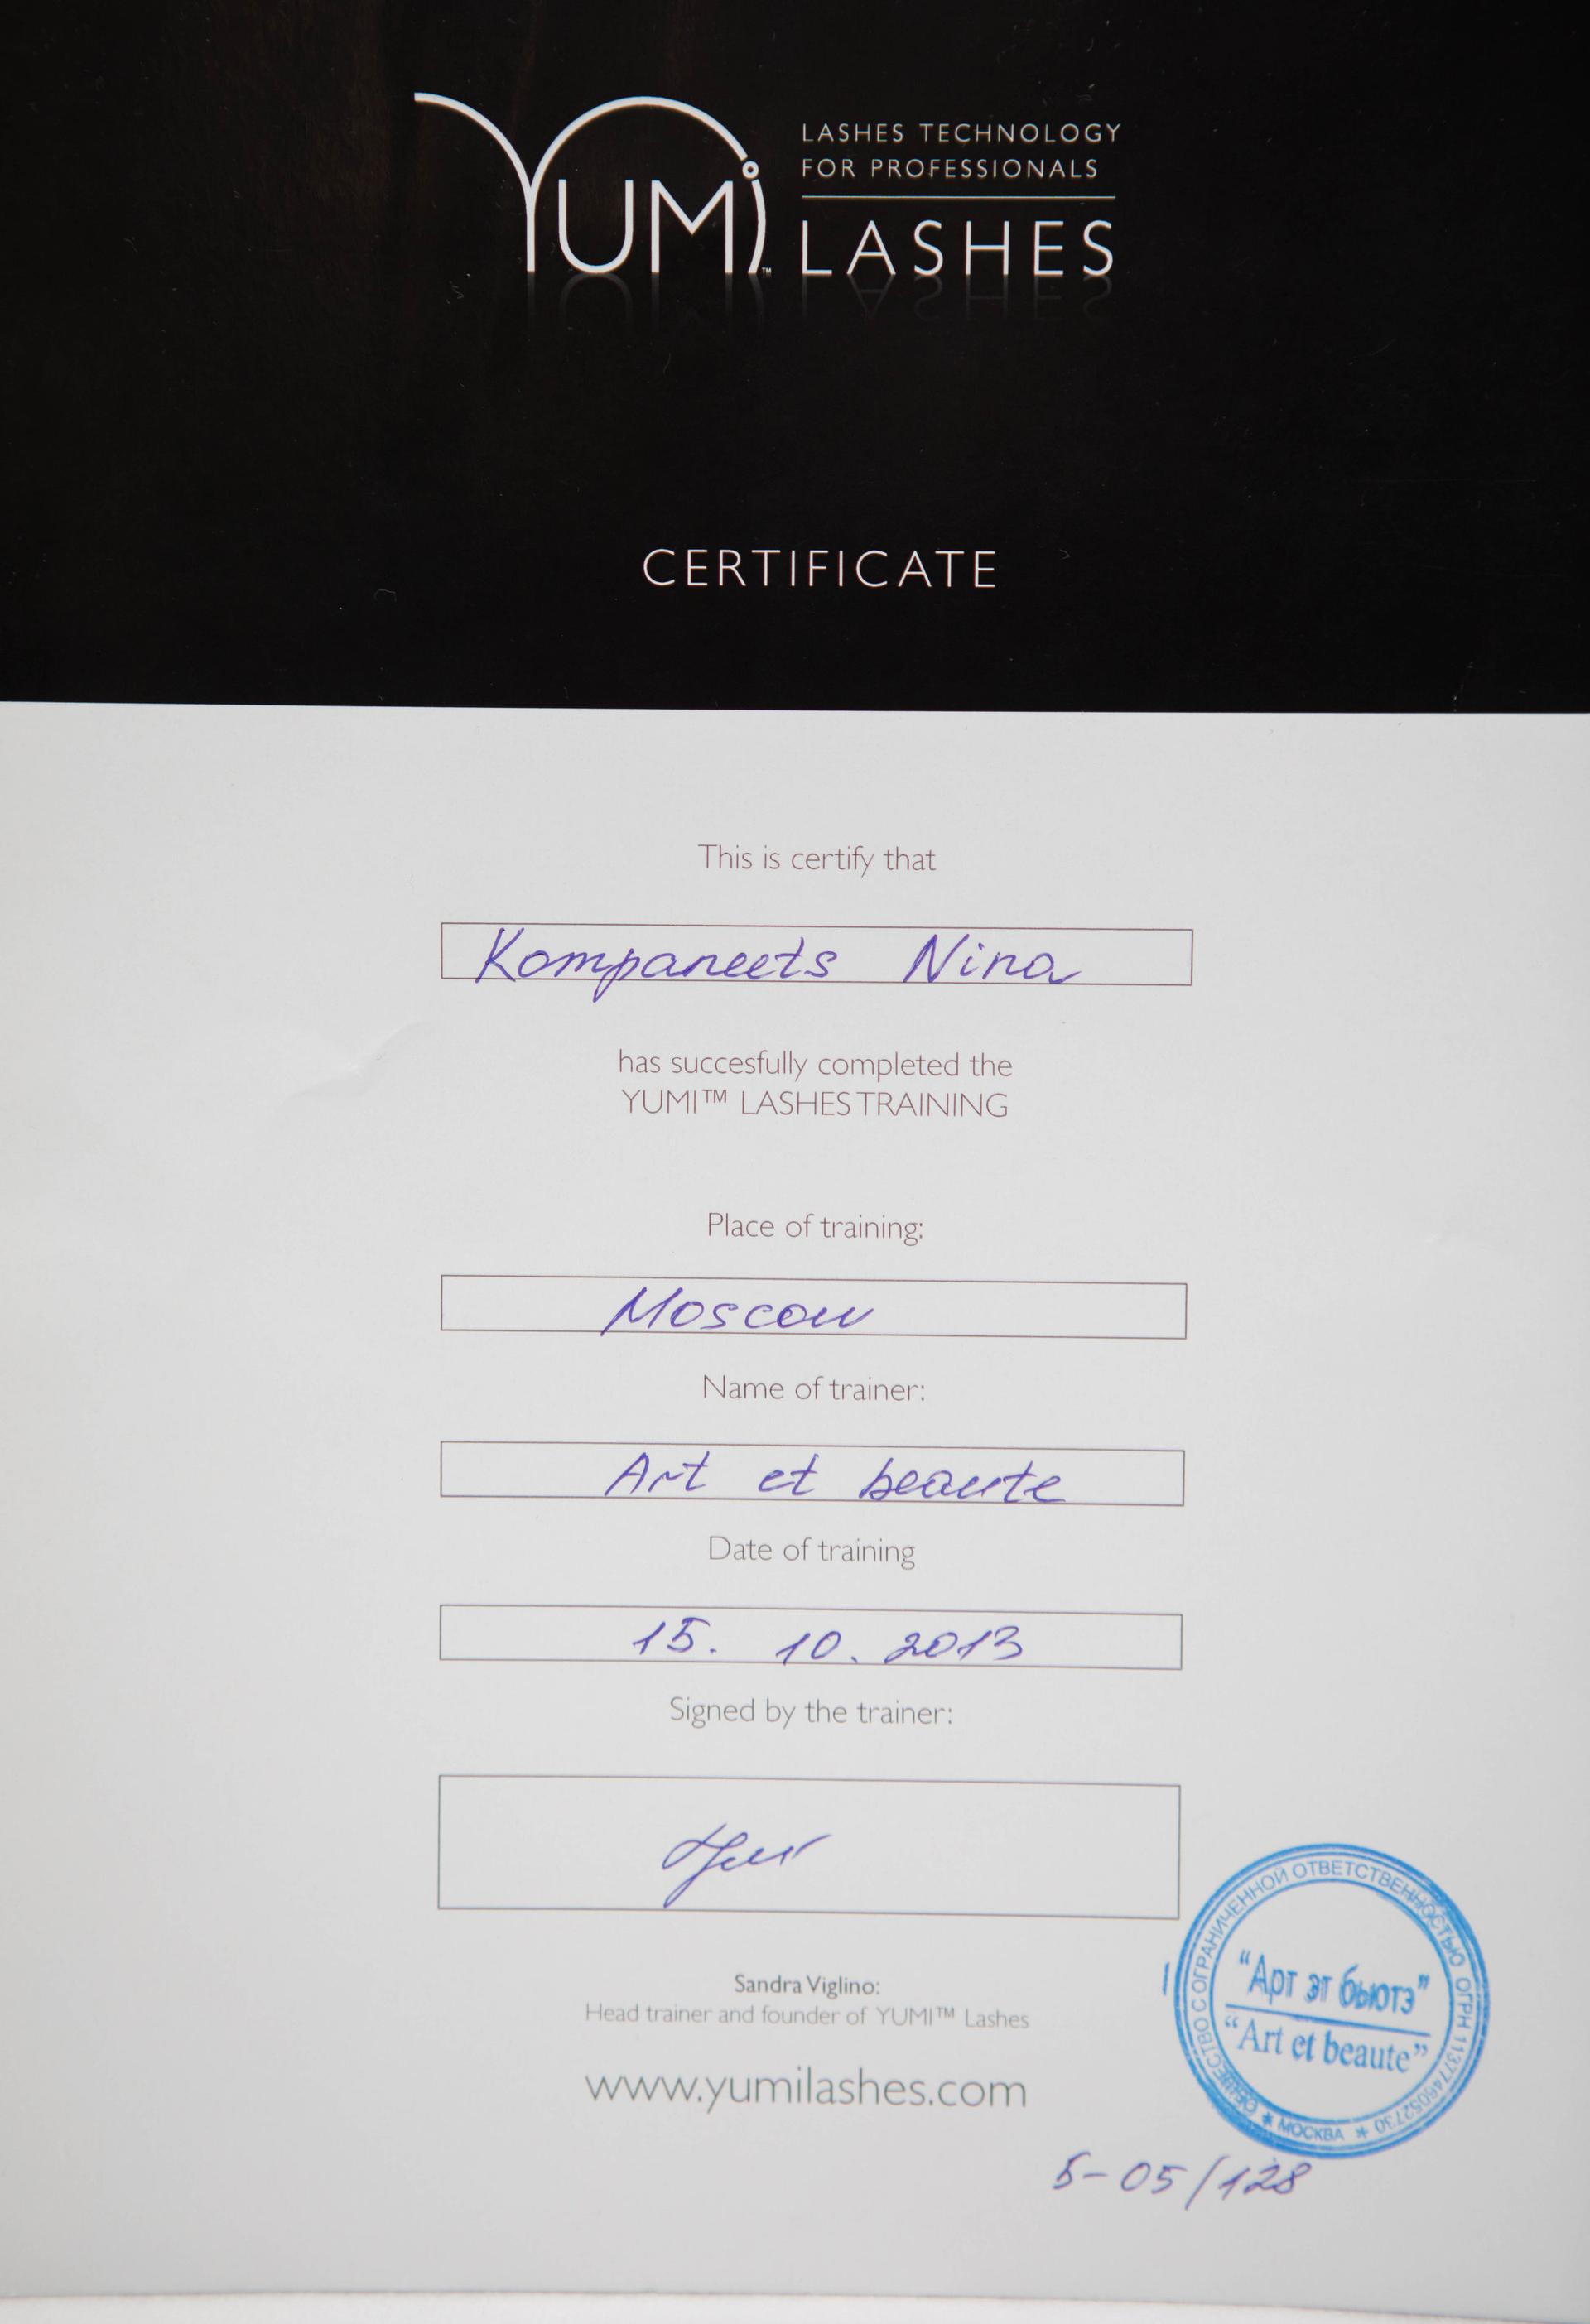 YUMi™
LASHES TECHNOLOGY
FOR PROFESSIONALS
LASHES
CERTIFICATE
This is certify that
Kompaneets Nina
has succesfully completed the
YUMI™ LASHES TRAINING
Place of training:
Moscow
Name of trainer:
Art et beaute
Date of training
15. 10. 2013
Signed by the trainer:
Sandra Viglino:
Head trainer and founder of YUMI™ Lashes
www.yumilashes.com
ОБЩЕСТВО С ОГРАНИЧЕННОЙ ОТВЕТСТВЕННОСТЬЮ ОГРН 1137746052730
* МОСКВА *
“Арт эт бьютэ”
“Art et beaute”
Б-05/128